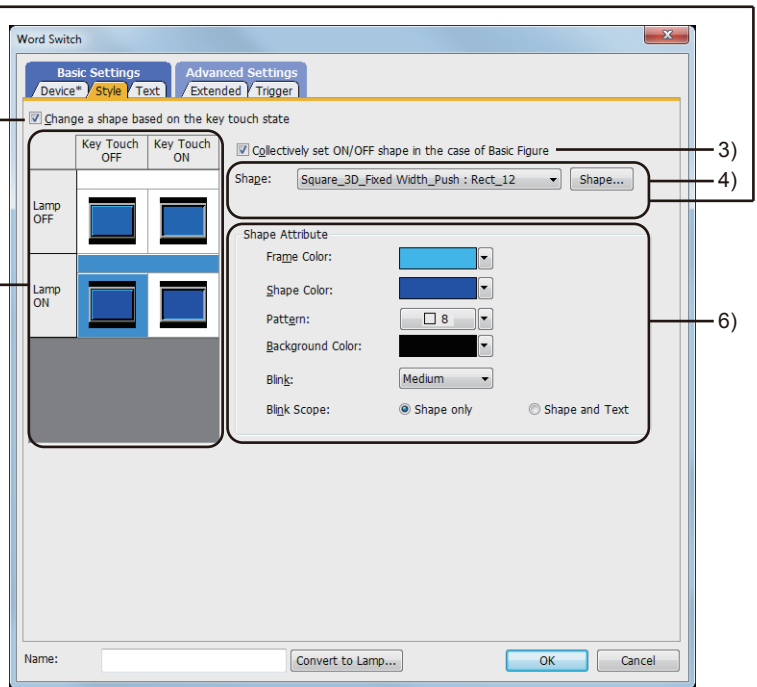 Word Switch
x
Basic Settings
Advanced Settings
Device* Style Text Extended Trigger
Change a shape based on the key touch state
Key Touch OFF
Key Touch ON
Collectively set ON/OFF shape in the case of Basic Figure
3)
Shape: Square_3D_Fixed Width_Push : Rect_12 Shape...
4)
Lamp OFF
Shape Attribute
Frame Color:
Lamp ON
Shape Color:
Pattern: 8
6)
Background Color:
Blink: Medium
Blink Scope: Shape only Shape and Text
Name: Convert to Lamp... OK Cancel